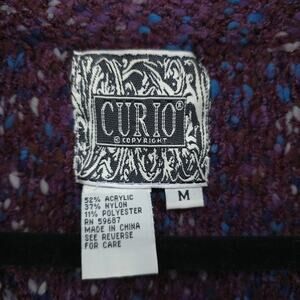 CURIO®
© COPYRIGHT
M
52% ACRYLIC
37% NYLON
11% POLYESTER
RN 59687
MADE IN CHINA
SEE REVERSE
FOR CARE